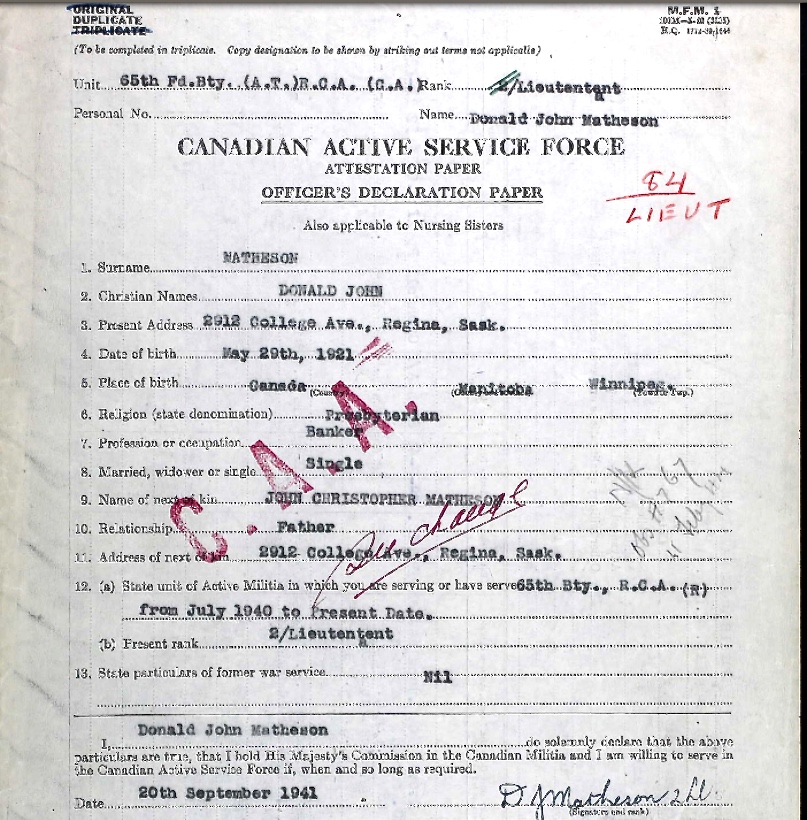 ORIGINAL
DUPLICATE
TRIPLICATE
M.F.M. 1
(To be completed in triplicate. Copy designation to be shown by striking out terms not applicable)
Unit 65th Fd.Bty. (A.T.)R.C.A. (C.A.) Rank 2/Lieutentant
Personal No. Name Donald John Matheson
CANADIAN ACTIVE SERVICE FORCE
ATTESTATION PAPER
OFFICER'S DECLARATION PAPER
84
LIEUT
Also applicable to Nursing Sisters
1. Surname MATHESON
2. Christian Names DONALD JOHN
3. Present Address 2912 College Ave., Regina, Sask.
4. Date of birth May 29th, 1921
5. Place of birth Canada Manitoba Winnipeg.
6. Religion (state denomination) Presbyterian
7. Profession or occupation Banker
8. Married, widower or single Single
9. Name of next of kin JOHN CHRISTOPHER MATHESON
10. Relationship Father
11. Address of next of kin 2912 College Ave., Regina, Sask.
See change
C.A.A.
12. (a) State unit of Active Militia in which you are serving or have serve 65th Bty., R.C.A. (R)
from July 1940 to Present Date.
(b) Present rank 2/Lieutentant
13. State particulars of former war service Nil
Donald John Matheson
I, do solemnly declare that the above
particulars are true, that I hold His Majesty's Commission in the Canadian Militia and I am willing to serve in
the Canadian Active Service Force if, when and so long as required.
Date 20th September 1941 D J Matheson 2 Lt.
(Signature and rank)